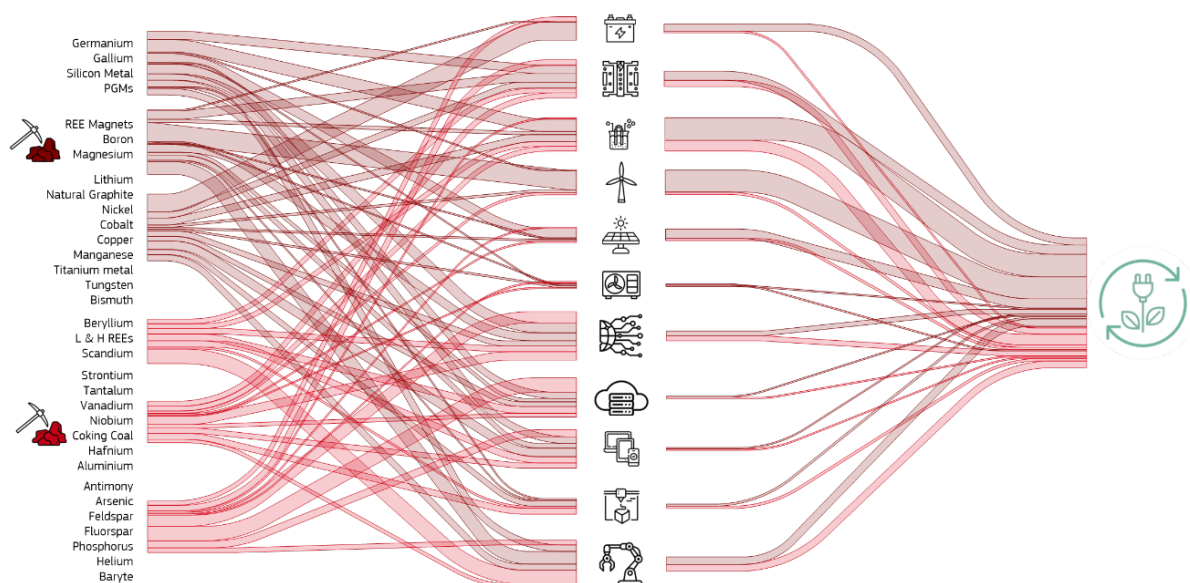 Germanium
Gallium
Silicon Metal
PGMs
REE Magnets
Boron
Magnesium
Lithium
Natural Graphite
Nickel
Cobalt
Copper
Manganese
Titanium metal
Tungsten
Bismuth
Beryllium
L & H REEs
Scandium
Strontium
Tantalum
Vanadium
Niobium
Coking Coal
Hafnium
Aluminium
Antimony
Arsenic
Feldspar
Fluorspar
Phosphorus
Helium
Baryte